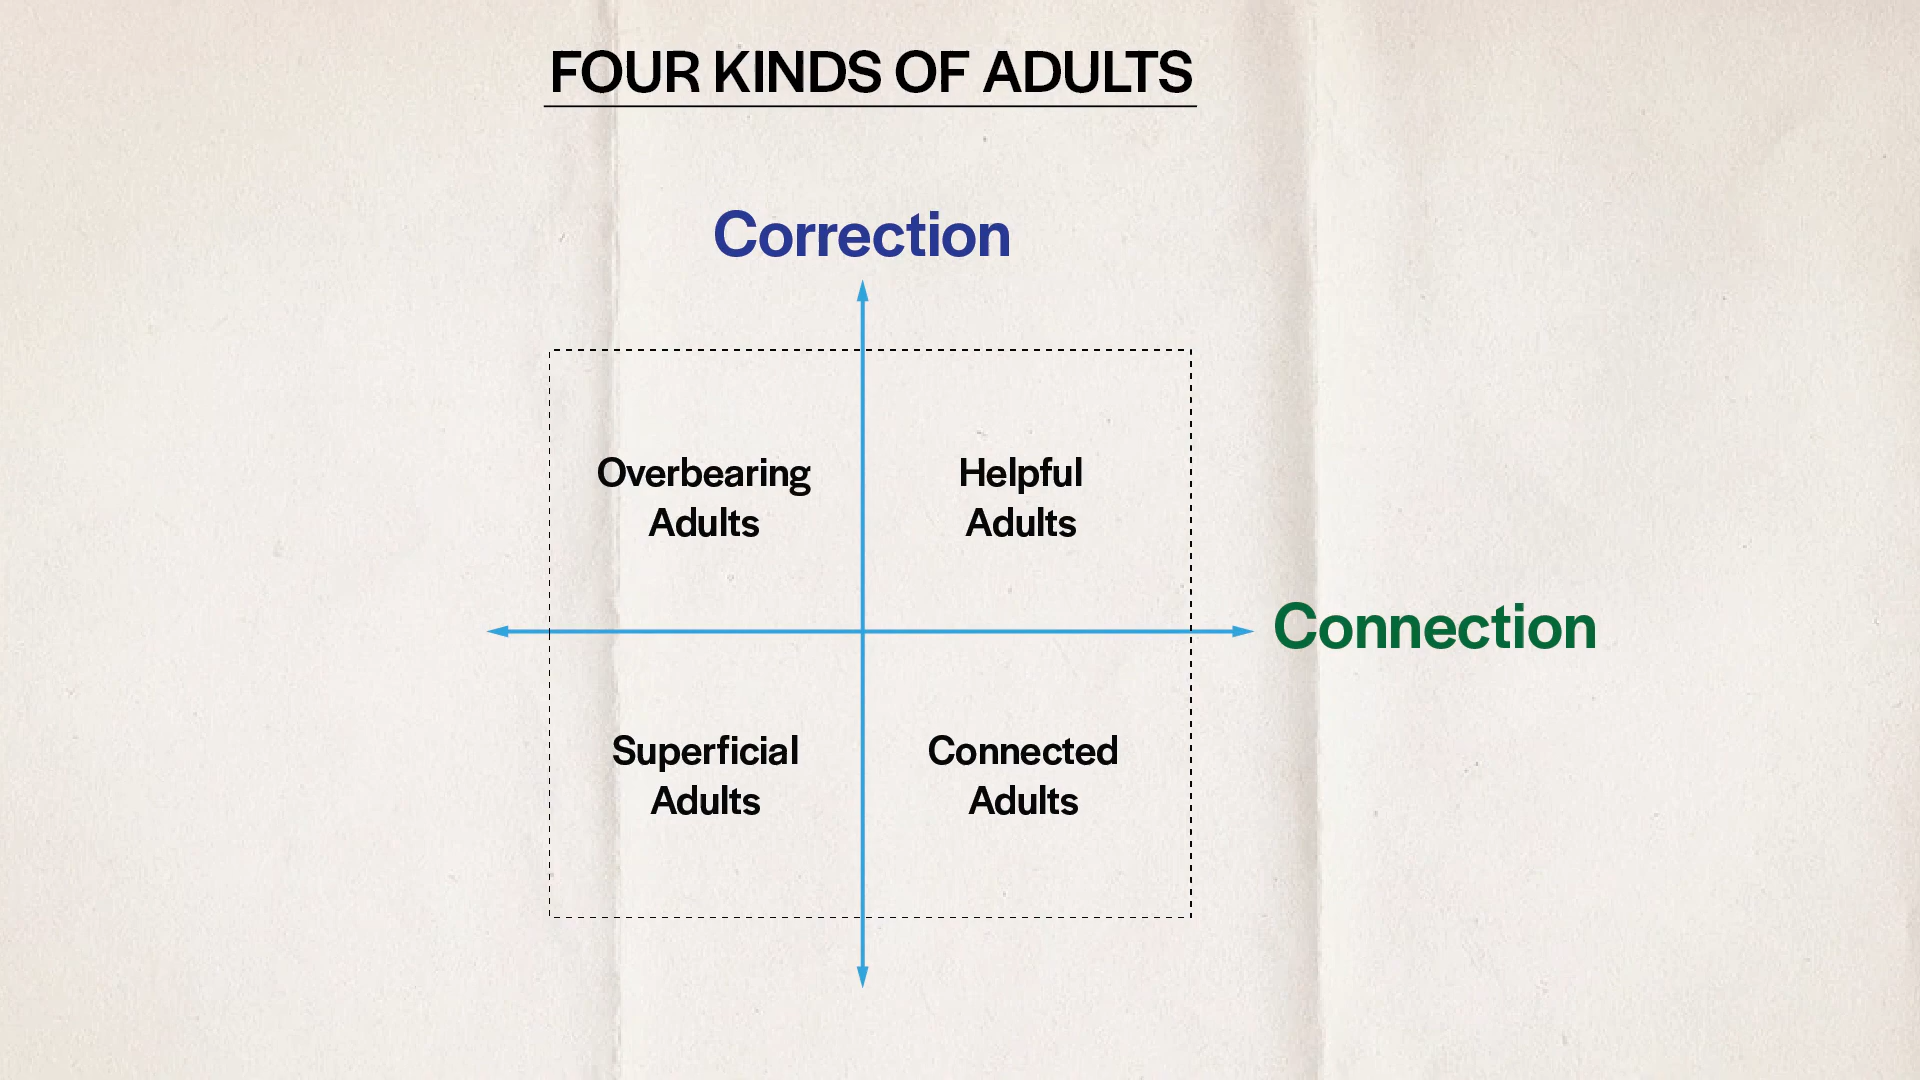 FOUR KINDS OF ADULTS
Correction
Overbearing
Adults
Helpful
Adults
Connection
Superficial
Adults
Connected
Adults